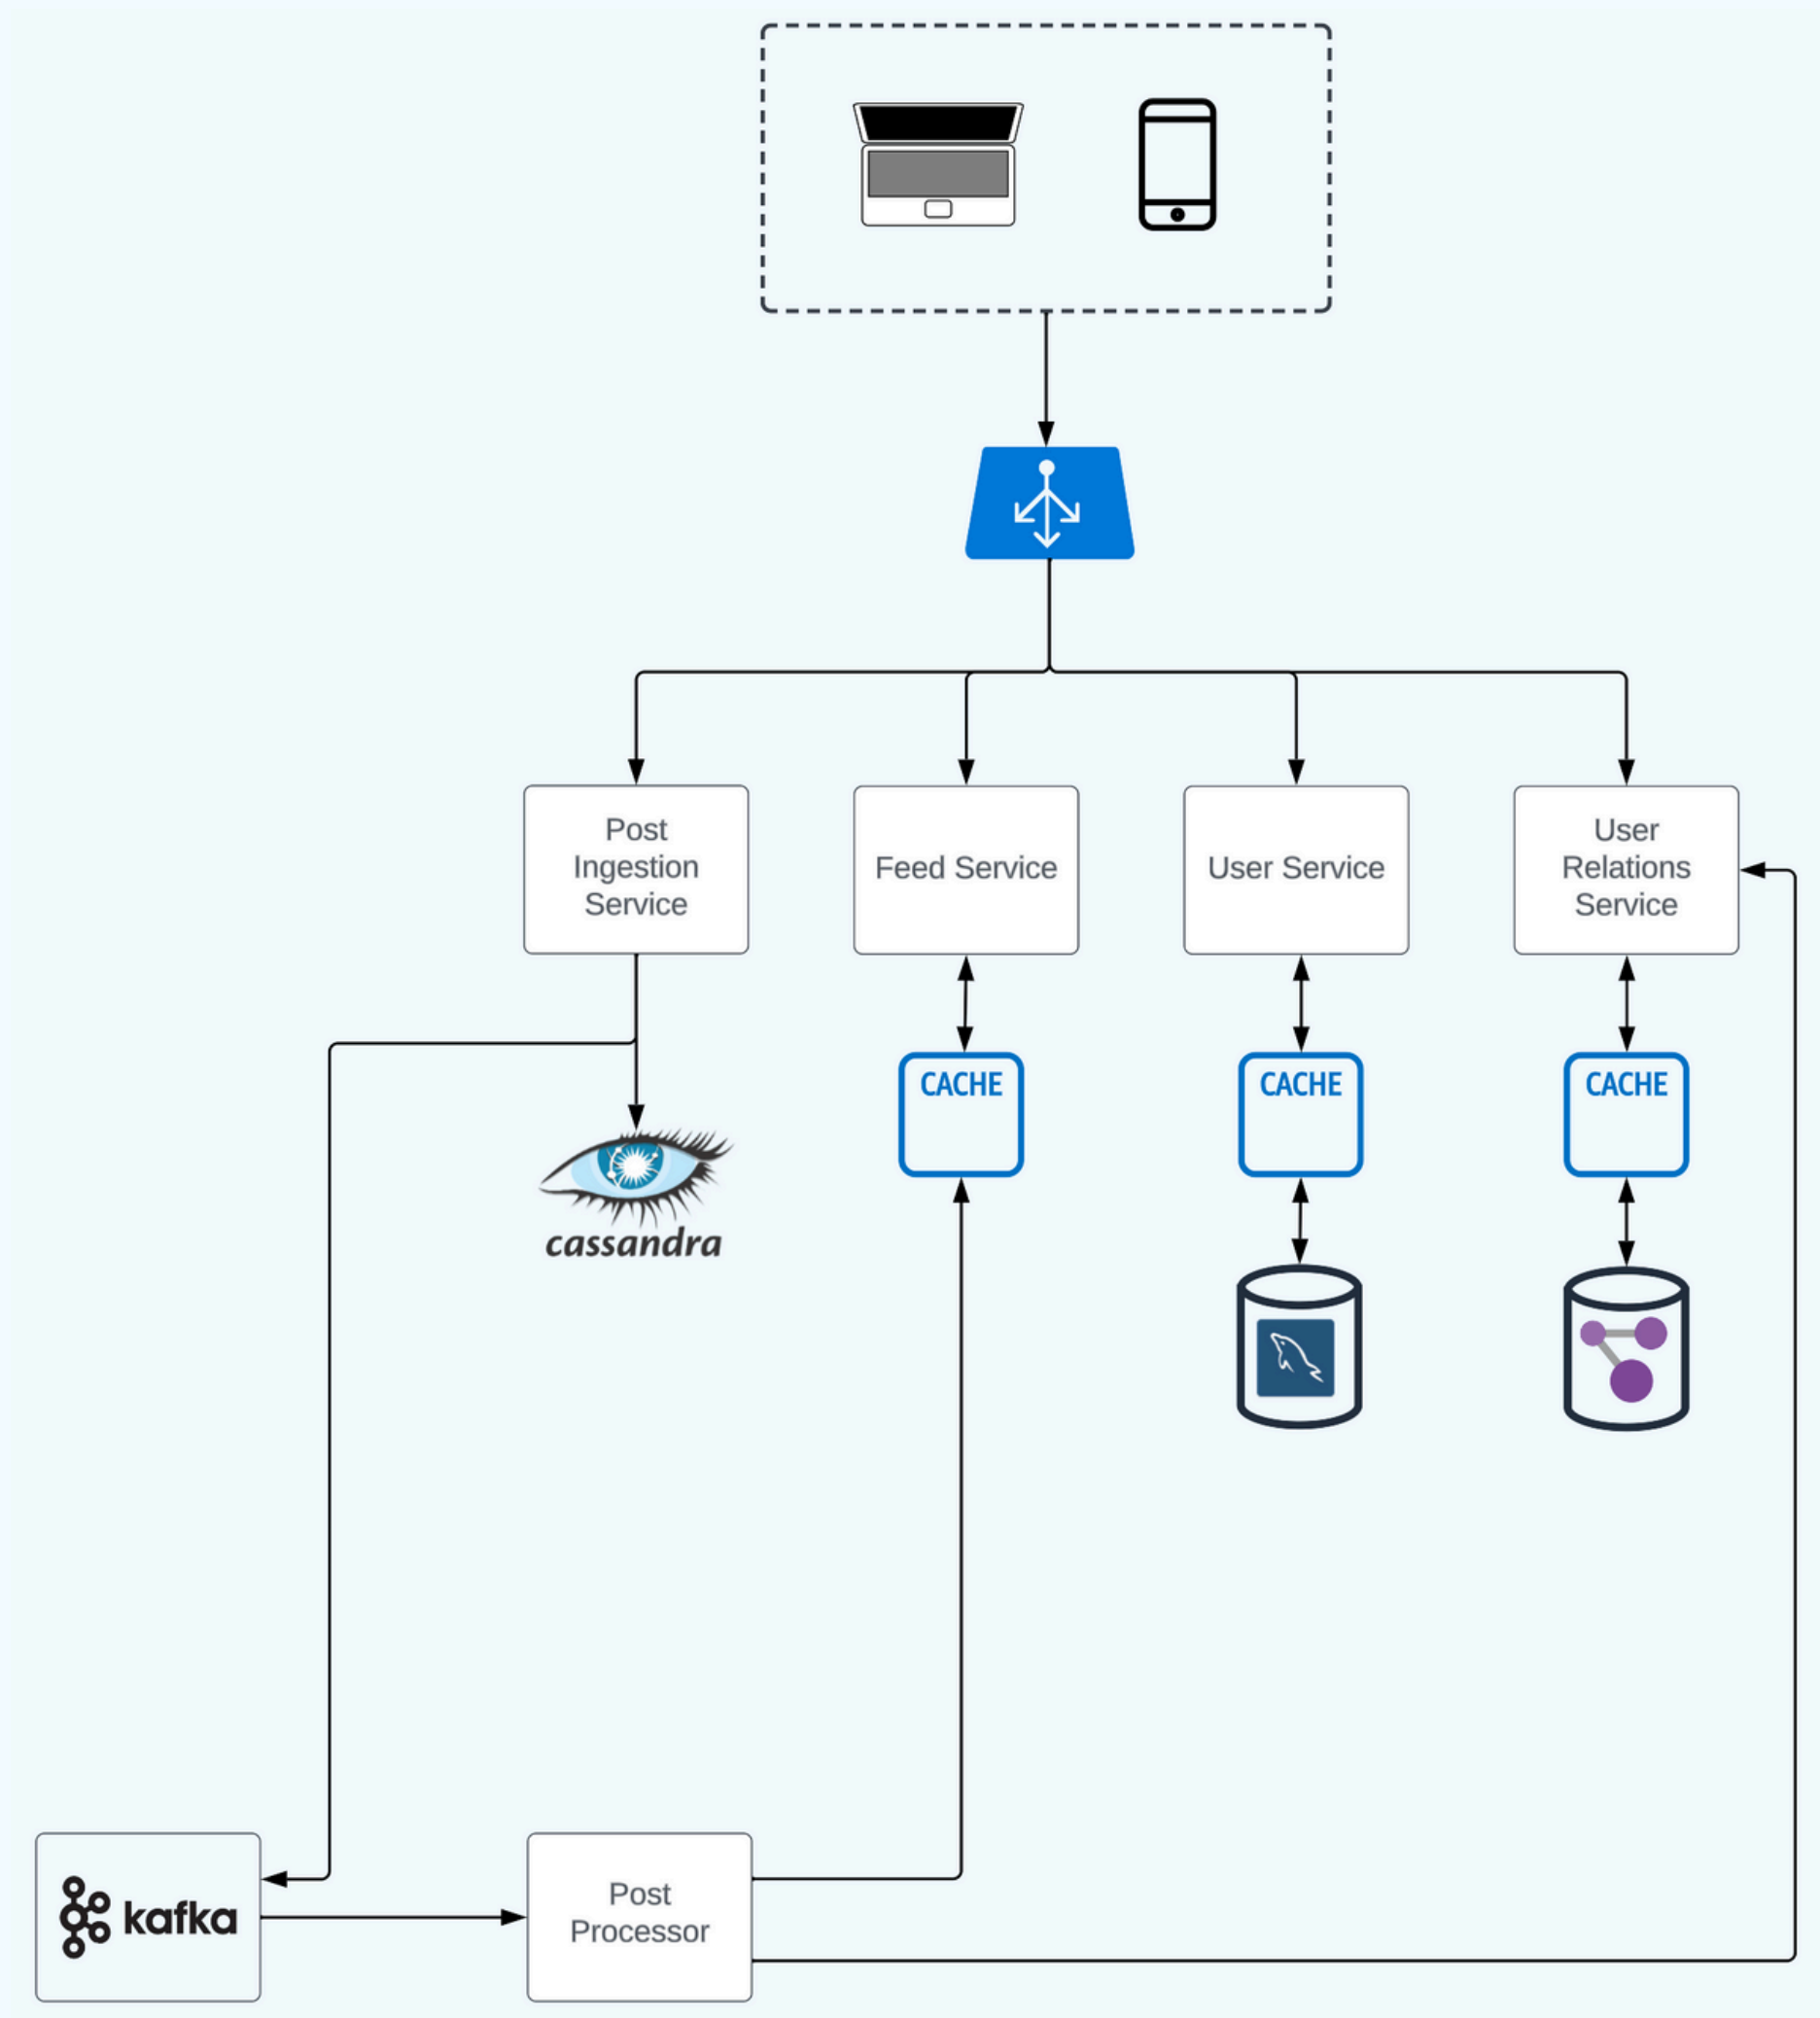 Post
Ingestion
Service
Feed Service
User Service
User
Relations
Service
CACHE
CACHE
CACHE
cassandra
kafka
Post
Processor